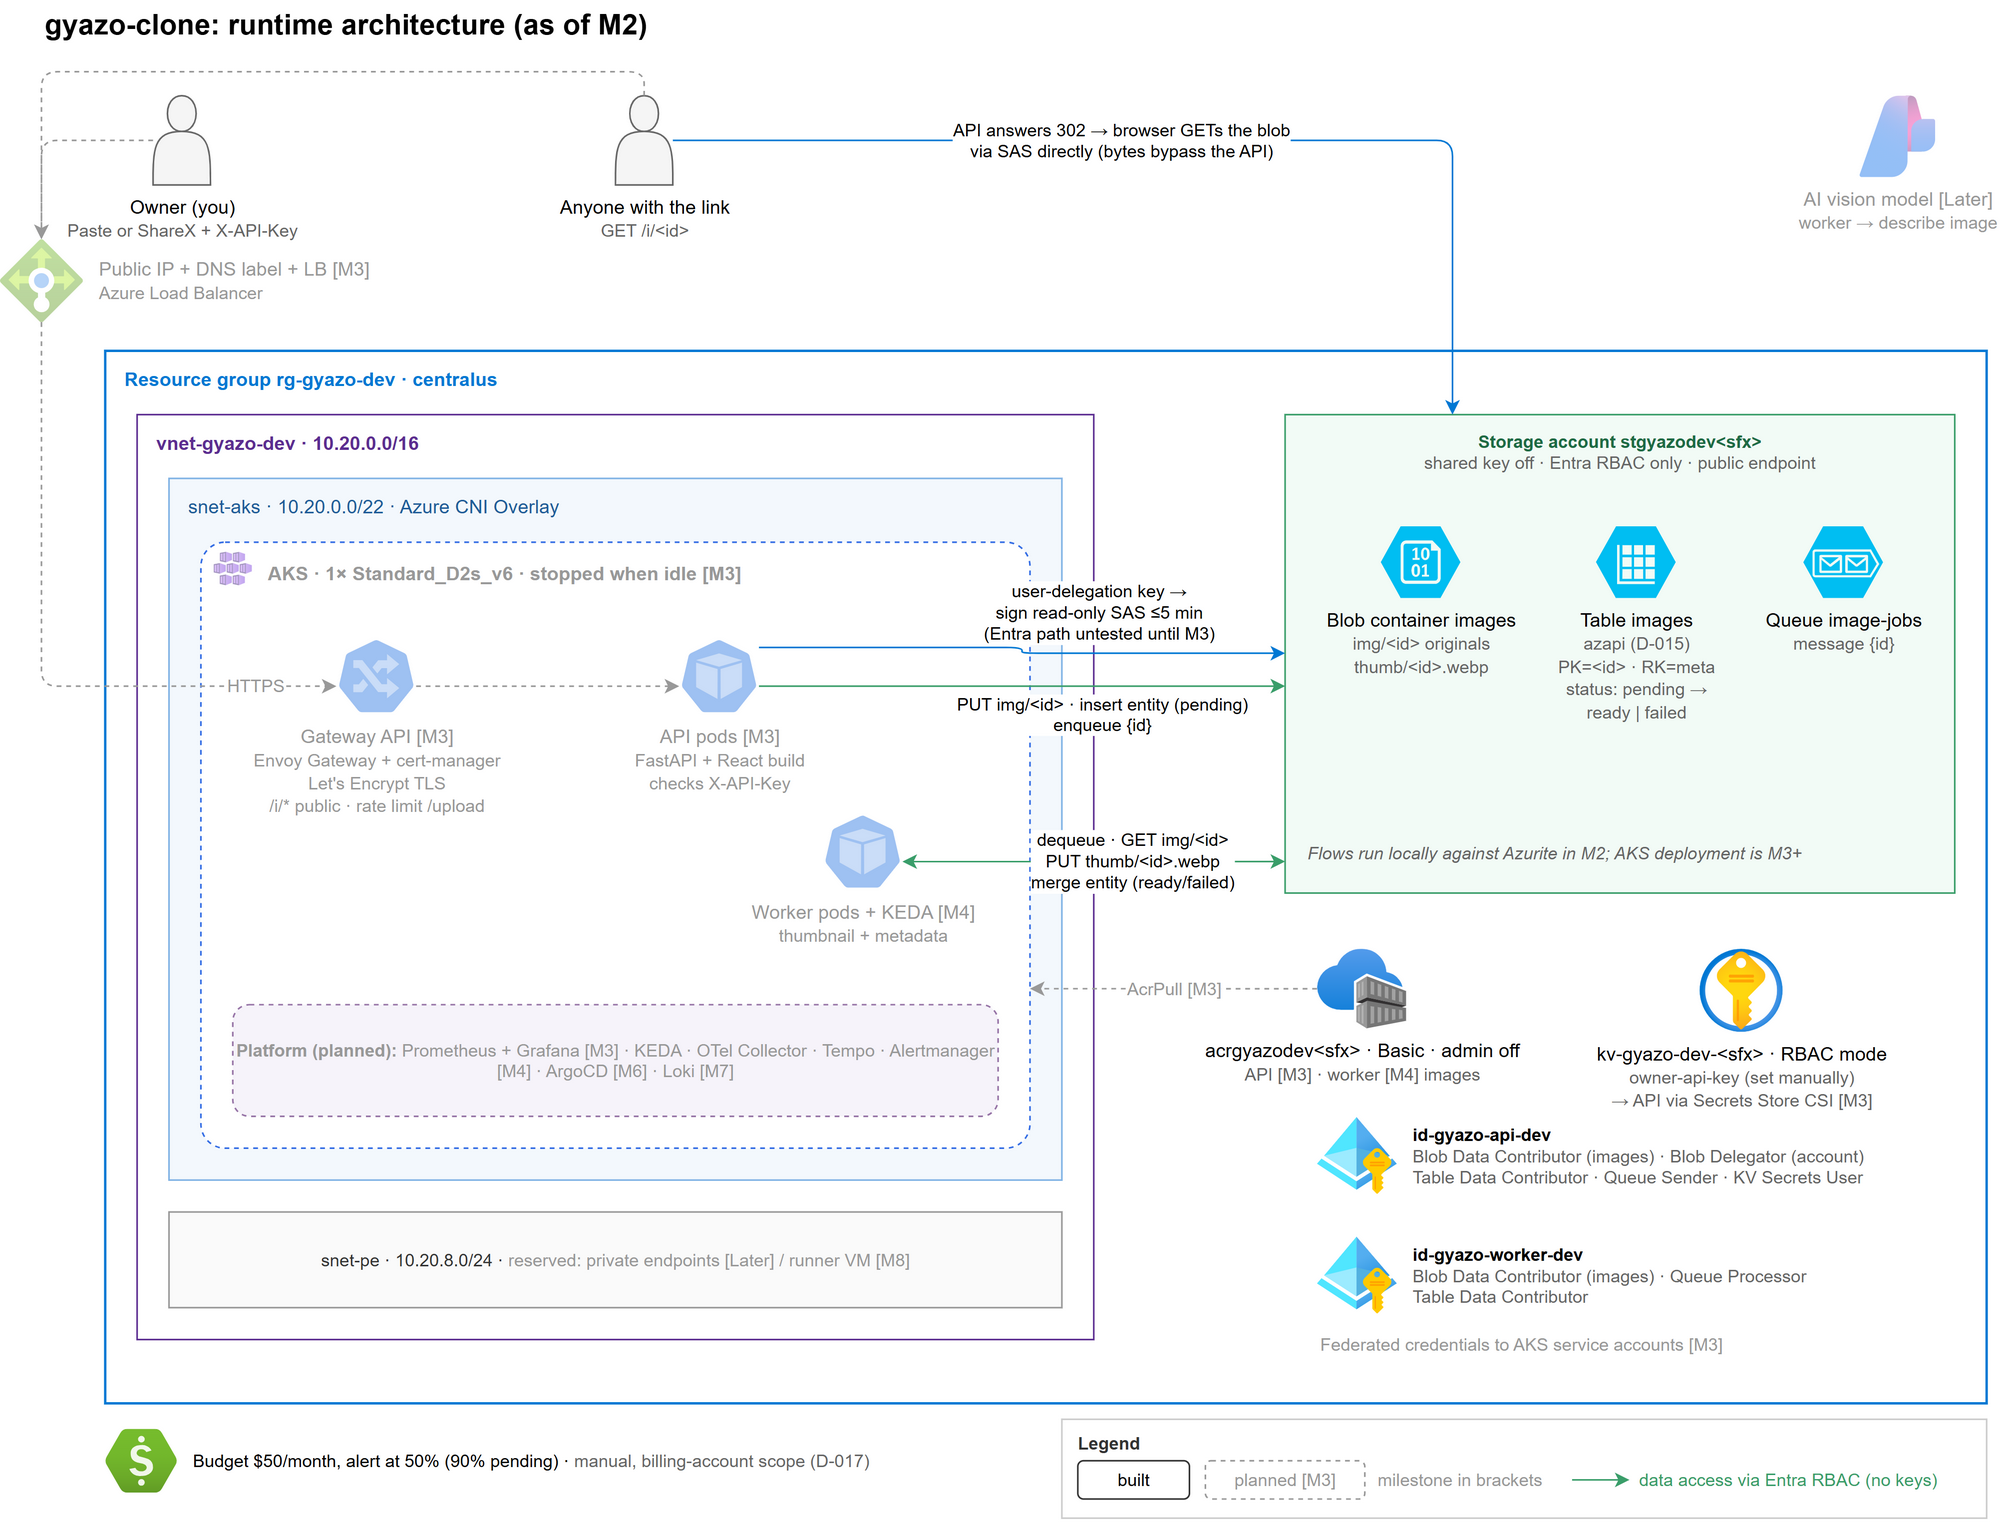 gyazo-clone: runtime architecture (as of M2)
API answers 302 → browser GETs the blob
via SAS directly (bytes bypass the API)
Owner (you)
Paste or ShareX + X-API-Key
Anyone with the link
GET /i/<id>
AI vision model [Later]
worker → describe image
Public IP + DNS label + LB [M3]
Azure Load Balancer
Resource group rg-gyazo-dev · centralus
vnet-gyazo-dev · 10.20.0.0/16
snet-aks · 10.20.0.0/22 · Azure CNI Overlay
AKS · 1× Standard_D2s_v6 · stopped when idle [M3]
HTTPS
Gateway API [M3]
Envoy Gateway + cert-manager
Let's Encrypt TLS
/i/* public · rate limit /upload
API pods [M3]
FastAPI + React build
checks X-API-Key
Worker pods + KEDA [M4]
thumbnail + metadata
user-delegation key →
sign read-only SAS ≤5 min
(Entra path untested until M3)
PUT img/<id> · insert entity (pending)
enqueue {id}
dequeue · GET img/<id>
PUT thumb/<id>.webp
merge entity (ready/failed)
Storage account stgyazodev<sfx>
shared key off · Entra RBAC only · public endpoint
10
01
Blob container images
img/<id> originals
thumb/<id>.webp
Table images
azapi (D-015)
PK=<id> · RK=meta
status: pending →
ready | failed
Queue image-jobs
message {id}
Flows run locally against Azurite in M2; AKS deployment is M3+
AcrPull [M3]
Platform (planned): Prometheus + Grafana [M3] · KEDA · OTel Collector · Tempo · Alertmanager
[M4] · ArgoCD [M6] · Loki [M7]
acrgyazodev<sfx> · Basic · admin off
API [M3] · worker [M4] images
kv-gyazo-dev-<sfx> · RBAC mode
owner-api-key (set manually)
→ API via Secrets Store CSI [M3]
id-gyazo-api-dev
Blob Data Contributor (images) · Blob Delegator (account)
Table Data Contributor · Queue Sender · KV Secrets User
id-gyazo-worker-dev
Blob Data Contributor (images) · Queue Processor
Table Data Contributor
Federated credentials to AKS service accounts [M3]
snet-pe · 10.20.8.0/24 · reserved: private endpoints [Later] / runner VM [M8]
$
Budget $50/month, alert at 50% (90% pending) · manual, billing-account scope (D-017)
Legend
built
planned [M3]
milestone in brackets
data access via Entra RBAC (no keys)